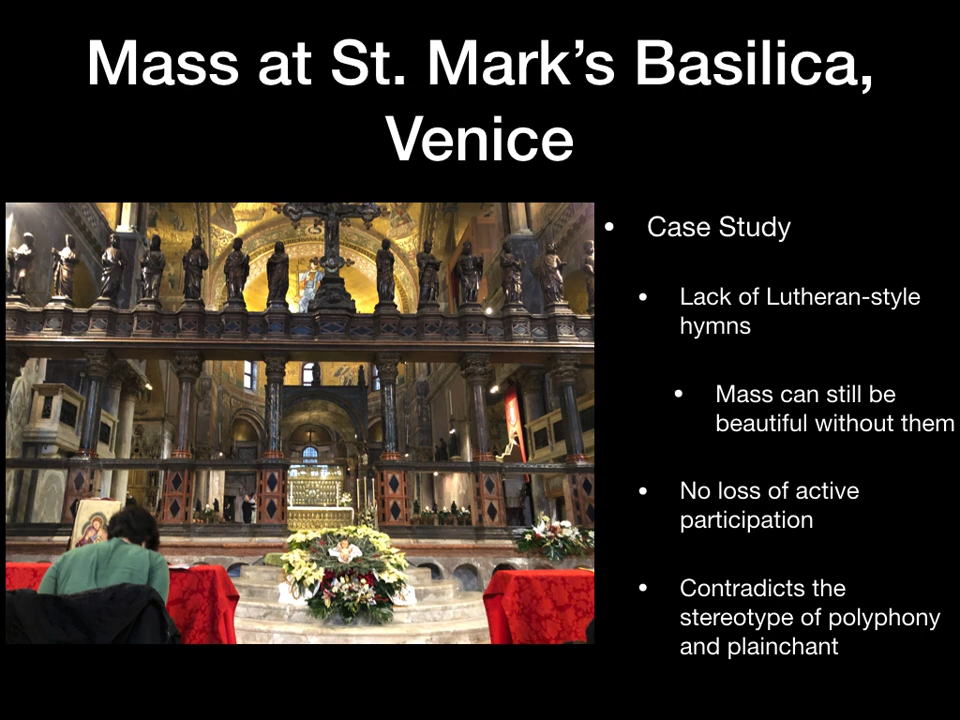 Mass at St. Mark’s Basilica,
Venice
• Case Study
• Lack of Lutheran-style
hymns
• Mass can still be
beautiful without them
• No loss of active
participation
• Contradicts the
stereotype of polyphony
and plainchant